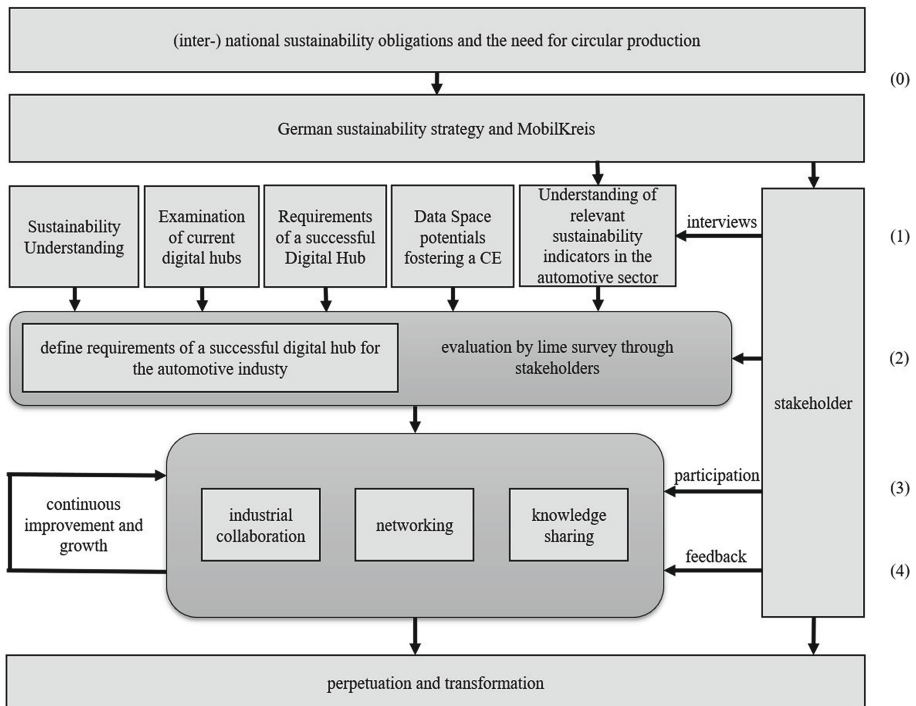 (inter-) national sustainability obligations and the need for circular production
(0)
German sustainability strategy and MobilKreis
Sustainability
Understanding
Examination
of current
digital hubs
Requirements
of a successful
Digital Hub
Data Space
potentials
fostering a CE
Understanding of
relevant
sustainability
indicators in the
automotive sector
interviews
(1)
define requirements of a successful digital hub for
the automotive industy
evaluation by lime survey through
stakeholders
(2)
stakeholder
continuous
improvement and
growth
industrial
collaboration
networking
knowledge
sharing
participation
(3)
feedback
(4)
perpetuation and transformation